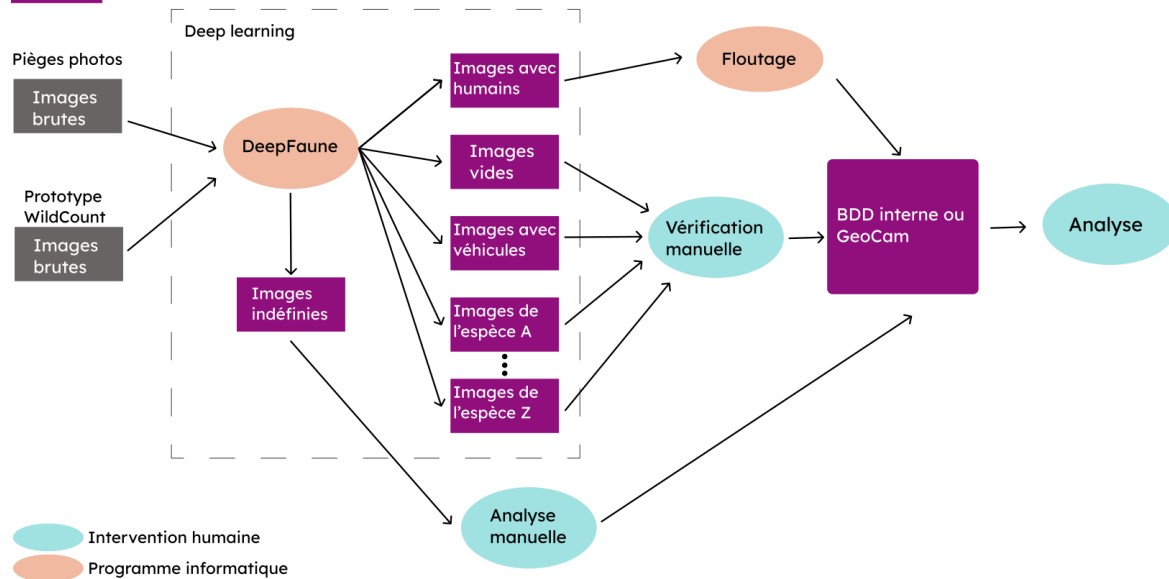 Deep learning
Pièges photos
Images
brutes
Prototype
WildCount
Images
brutes
DeepFaune
Images
indéfinies
Images avec
humains
Images
vides
Images avec
véhicules
Images de
l'espèce A
Images de
l'espèce Z
Floutage
Vérification
manuelle
BDD interne ou
GeoCam
Analyse
Analyse
manuelle
Intervention humaine
Programme informatique